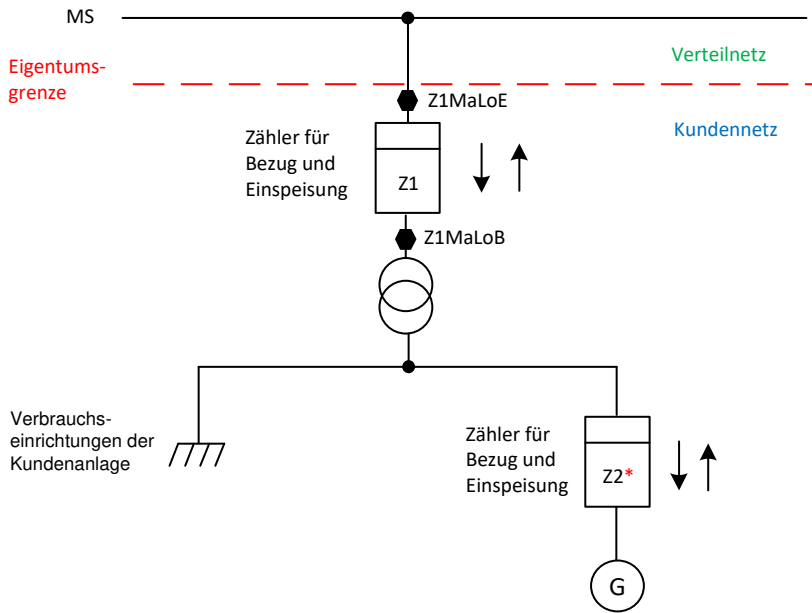 MS
Verteilnetz
Eigentums-
grenze
Z1MaLoE
Kundennetz
Zähler für
Bezug und
Einspeisung
Z1
Z1MaLoB
Verbrauchs-
einrichtungen der
Kundenanlage
Zähler für
Bezug und
Einspeisung
Z2*
G